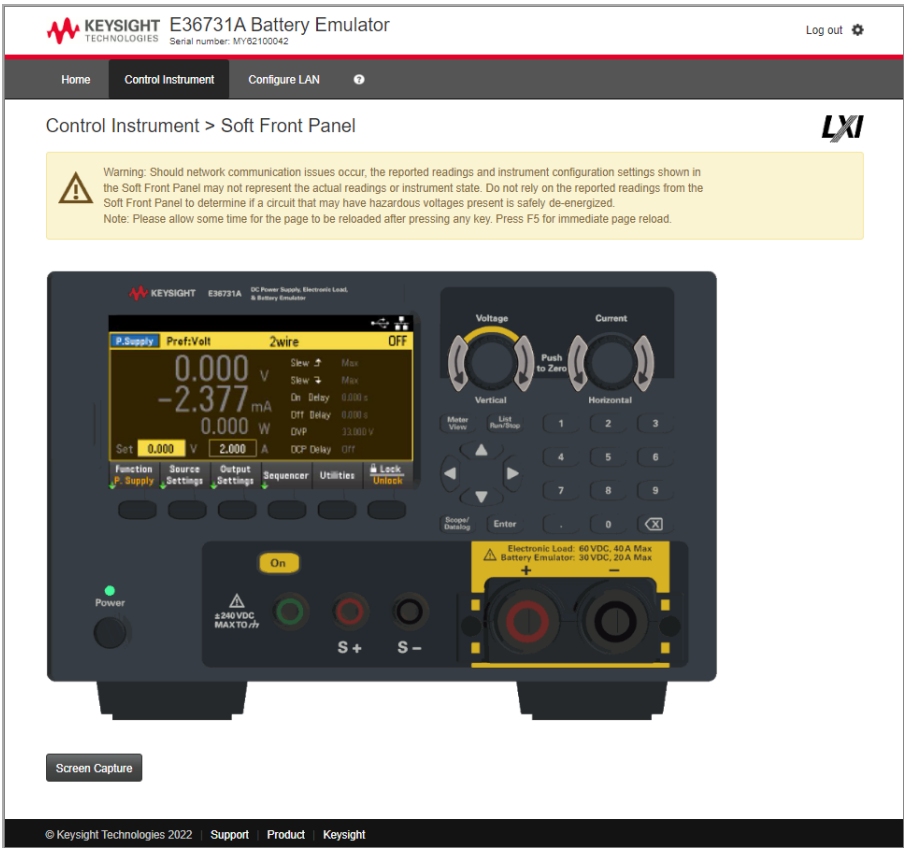 KEYSIGHT TECHNOLOGIES
E36731A Battery Emulator
Serial number: MY62100042
Log out
Home Control Instrument Configure LAN ?
Control Instrument > Soft Front Panel
LXI
Warning: Should network communication issues occur, the reported readings and instrument configuration settings shown in
the Soft Front Panel may not represent the actual readings or instrument state. Do not rely on the reported readings from the
Soft Front Panel to determine if a circuit that may have hazardous voltages present is safely de-energized.
Note: Please allow some time for the page to be reloaded after pressing any key. Press F5 for immediate page reload.
KEYSIGHT E36731A DC Power Supply, Electronic Load,
& Battery Emulator
P.Supply Pref:Volt 2wire OFF
0.000 V
-2.377 mA
0.000 W
Slew Max
Slew Max
On Delay 0.000 s
Off Delay 0.000 s
OVP 33.000 V
OCP Delay Off
Set 0.000 V 2.000 A
Function P. Supply
Source Settings
Output Settings
Sequencer
Utilities
Lock Unlock
Voltage
Current
Push
to Zero
Vertical
Horizontal
Meter View
List Run/Stop
1 2 3
4 5 6
7 8 9
Scope/ Datalog
Enter
. 0
Electronic Load: 60 VDC, 40 A Max
Battery Emulator: 30 VDC, 20 A Max
+ −
On
Power
±240 VDC
MAX TO
S + S −
Screen Capture
© Keysight Technologies 2022 | Support | Product | Keysight